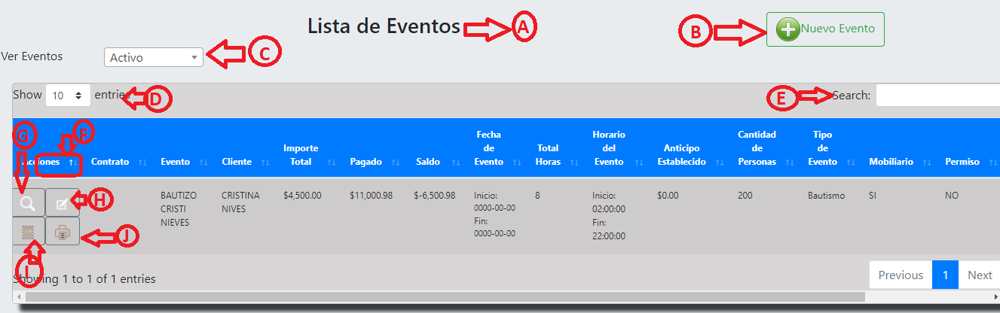 Lista de Eventos A
B Nuevo Evento
Ver Eventos Activo C
Show 10 entries D
E Search:
G F
Acciones Contrato Evento Cliente Importe Total Pagado Saldo Fecha de Evento Total Horas Horario del Evento Anticipo Establecido Cantidad de Personas Tipo de Evento Mobiliario Permiso
BAUTIZO CRISTI NIEVES CRISTINA NIVES $4,500.00 $11,000.98 $-6,500.98 Inicio: 0000-00-00 Fin: 0000-00-00 8 Inicio: 02:00:00 Fin: 22:00:00 $0.00 200 Bautismo SI NO
H
J
I
Showing 1 to 1 of 1 entries
Previous 1 Next